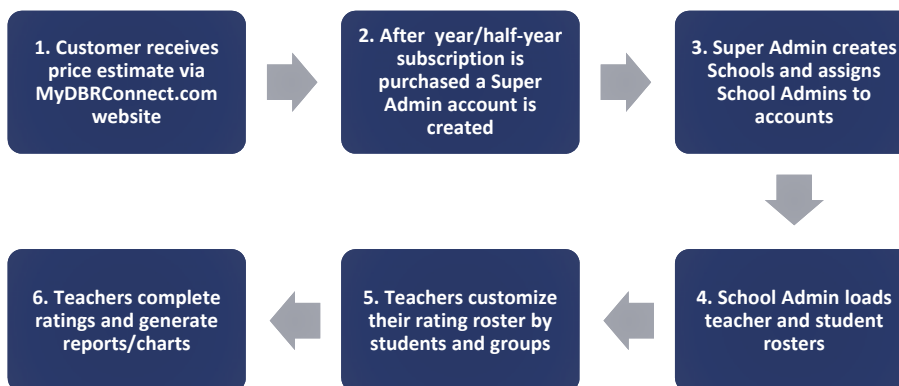 1. Customer receives
price estimate via
MyDBRConnect.com
website
2. After year/half-year
subscription is
purchased a Super
Admin account is
created
3. Super Admin creates
Schools and assigns
School Admins to
accounts
4. School Admin loads
teacher and student
rosters
5. Teachers customize
their rating roster by
students and groups
6. Teachers complete
ratings and generate
reports/charts